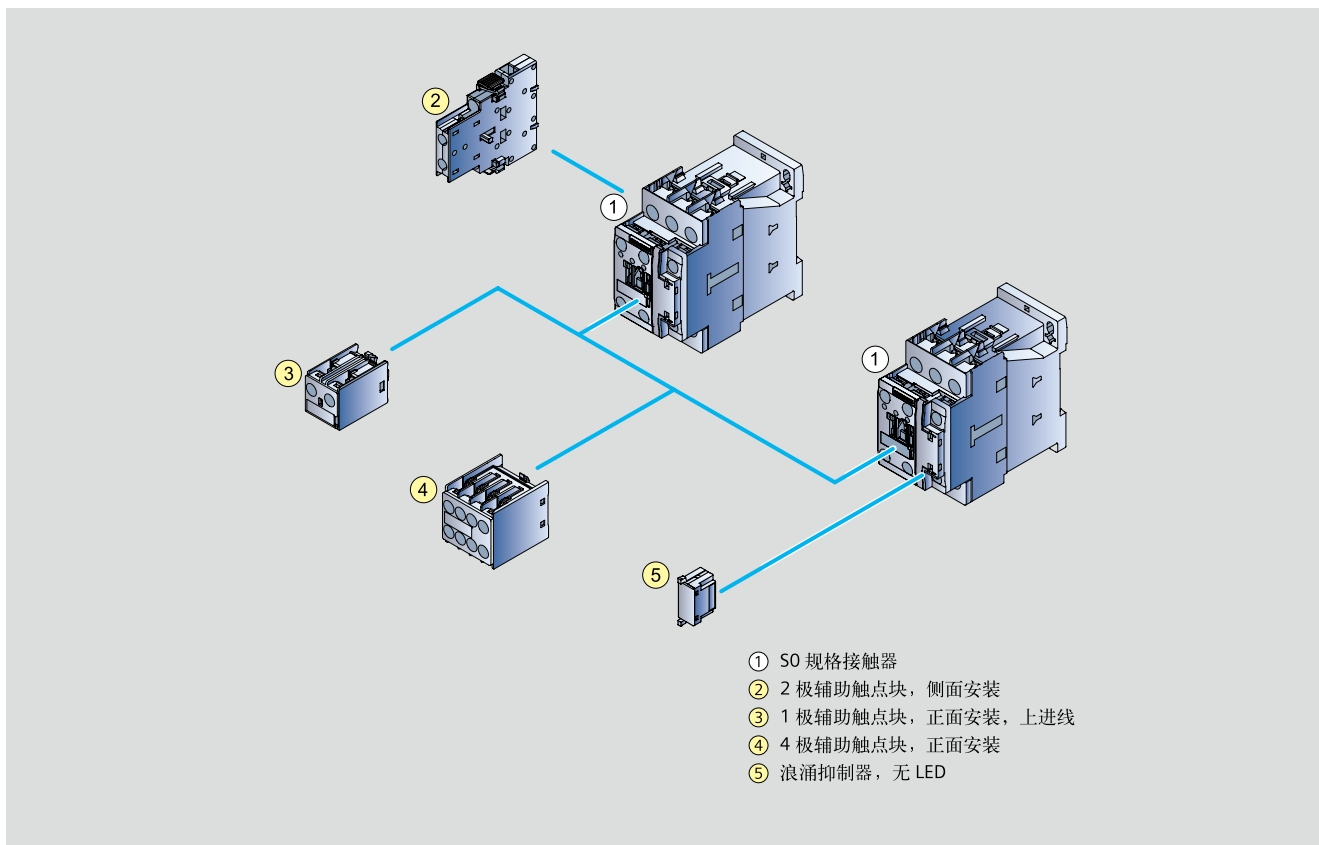 2
1
3
1
4
5
1 S0 规格接触器
2 2 极辅助触点块，侧面安装
3 1 极辅助触点块，正面安装，上进线
4 4 极辅助触点块，正面安装
5 浪涌抑制器，无 LED